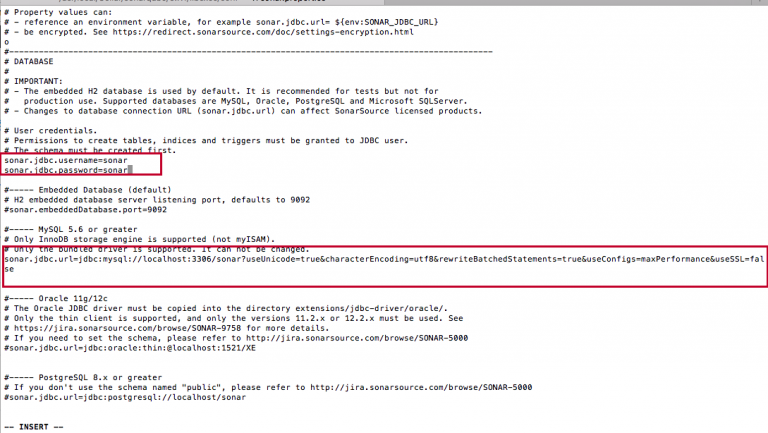 # Property values can:
# - reference an environment variable, for example sonar.jdbc.url= ${env:SONAR_JDBC_URL}
# - be encrypted. See https://redirect.sonarsource.com/doc/settings-encryption.html
o
#--------------------------------------------------------------------------------------------------
# DATABASE
#
# IMPORTANT:
# - The embedded H2 database is used by default. It is recommended for tests but not for
#   production use. Supported databases are MySQL, Oracle, PostgreSQL and Microsoft SQLServer.
# - Changes to database connection URL (sonar.jdbc.url) can affect SonarSource licensed products.

# User credentials.
# Permissions to create tables, indices and triggers must be granted to JDBC user.
# The schema must be created first.
sonar.jdbc.username=sonar
sonar.jdbc.password=sonar

#----- Embedded Database (default)
# H2 embedded database server listening port, defaults to 9092
#sonar.embeddedDatabase.port=9092

#----- MySQL 5.6 or greater
# Only InnoDB storage engine is supported (not myISAM).
# Only the bundled driver is supported. It can not be changed.
sonar.jdbc.url=jdbc:mysql://localhost:3306/sonar?useUnicode=true&characterEncoding=utf8&rewriteBatchedStatements=true&useConfigs=maxPerformance&useSSL=fal
se

#----- Oracle 11g/12c
# The Oracle JDBC driver must be copied into the directory extensions/jdbc-driver/oracle/.
# Only the thin client is supported, and only the versions 11.2.x or 12.2.x must be used. See
# https://jira.sonarsource.com/browse/SONAR-9758 for more details.
# If you need to set the schema, please refer to http://jira.sonarsource.com/browse/SONAR-5000
#sonar.jdbc.url=jdbc:oracle:thin:@localhost:1521/XE

#----- PostgreSQL 8.x or greater
# If you don't use the schema named "public", please refer to http://jira.sonarsource.com/browse/SONAR-5000
#sonar.jdbc.url=jdbc:postgresql://localhost/sonar

-- INSERT --